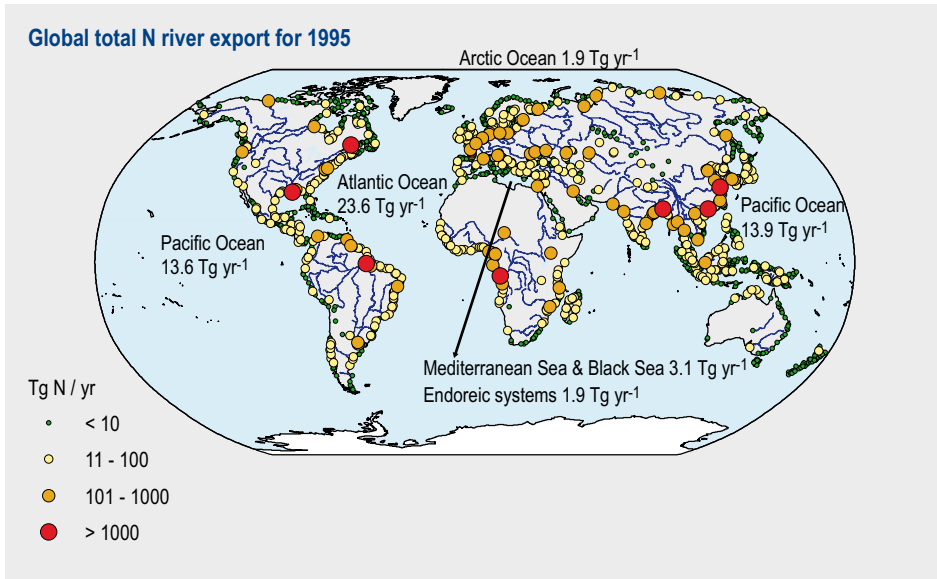 Global total N river export for 1995
Arctic Ocean 1.9 Tg yr-1
Atlantic Ocean
23.6 Tg yr-1
Pacific Ocean
13.9 Tg yr-1
Pacific Ocean
13.6 Tg yr-1
Mediterranean Sea & Black Sea 3.1 Tg yr-1
Endoreic systems 1.9 Tg yr-1
Tg N / yr
< 10
11 - 100
101 - 1000
> 1000